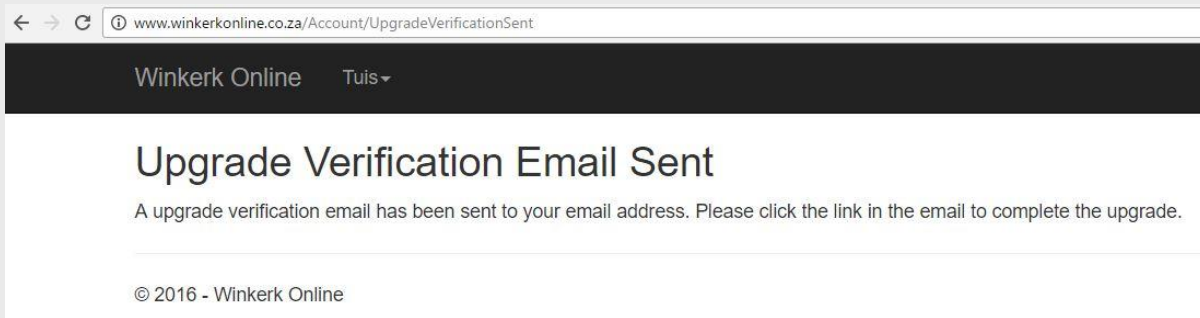 www.winkerkonline.co.za/Account/UpgradeVerificationSent
Winkerk Online Tuis
Upgrade Verification Email Sent
A upgrade verification email has been sent to your email address. Please click the link in the email to complete the upgrade.
© 2016 - Winkerk Online